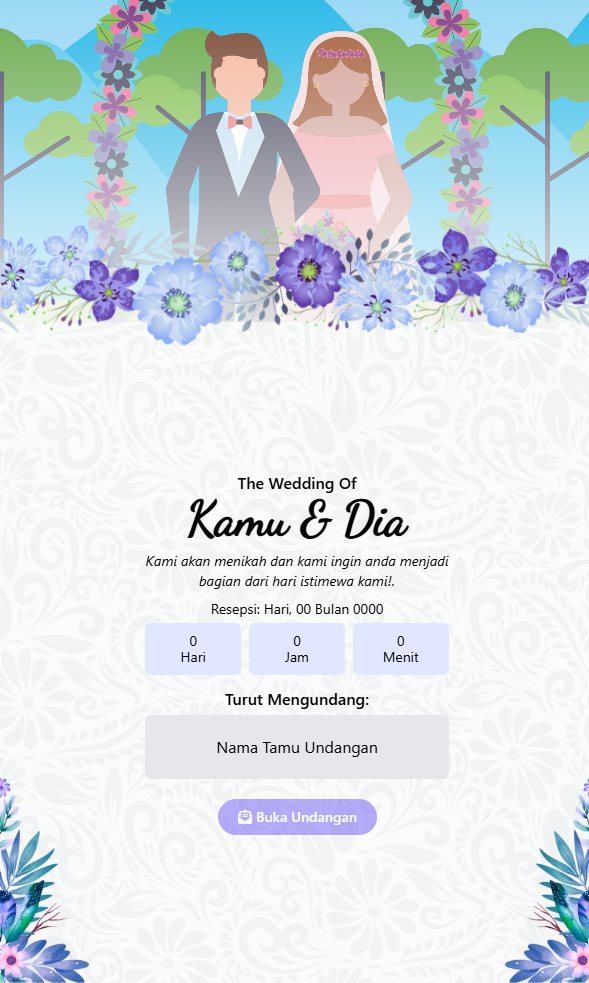 The Wedding Of
Kamu & Dia
Kami akan menikah dan kami ingin anda menjadi
bagian dari hari istimewa kami!.
Resepsi: Hari, 00 Bulan 0000
0 0 0
Hari Jam Menit
Turut Mengundang:
Nama Tamu Undangan
Buka Undangan